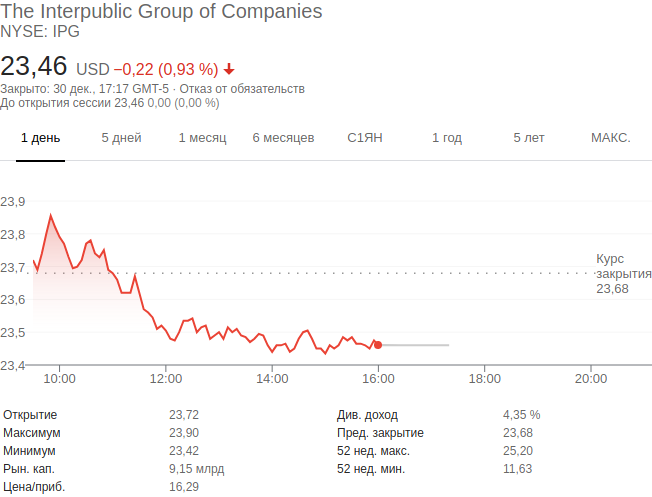 The Interpublic Group of Companies
NYSE: IPG
23,46 USD −0,22 (0,93 %)
Закрыто: 30 дек., 17:17 GMT-5 · Отказ от обязательств
До открытия сессии 23,46 0,00 (0,00 %)
1 день 5 дней 1 месяц 6 месяцев С1ЯН 1 год 5 лет МАКС.
23,9
23,8
23,7
23,6
23,5
23,4
Курс
закрытия
23,68
10:00 12:00 14:00 16:00 18:00 20:00
Открытие 23,72 Див. доход 4,35 %
Максимум 23,90 Пред. закрытие 23,68
Минимум 23,42 52 нед. макс. 25,20
Рын. кап. 9,15 млрд 52 нед. мин. 11,63
Цена/приб. 16,29